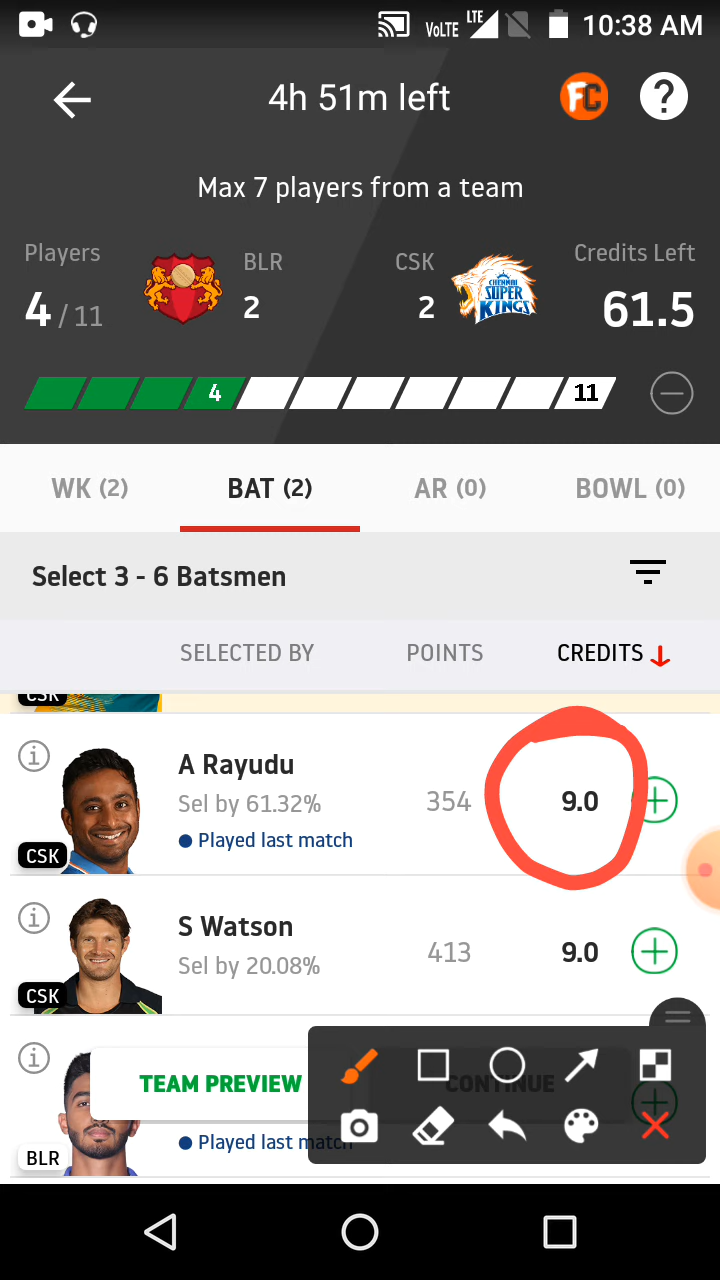 VoLTE LTE 10:38 AM
4h 51m left FC ?
Max 7 players from a team
Players BLR CSK Credits Left
4 / 11 2 2 CHENNAI SUPER KINGS 61.5
4 11
WK (2) BAT (2) AR (0) BOWL (0)
Select 3 - 6 Batsmen
SELECTED BY POINTS CREDITS
CSK
A Rayudu
Sel by 61.32% 354 9.0
CSK Played last match
S Watson
Sel by 20.08% 413 9.0
CSK
TEAM PREVIEW CONTINUE
BLR Played last match